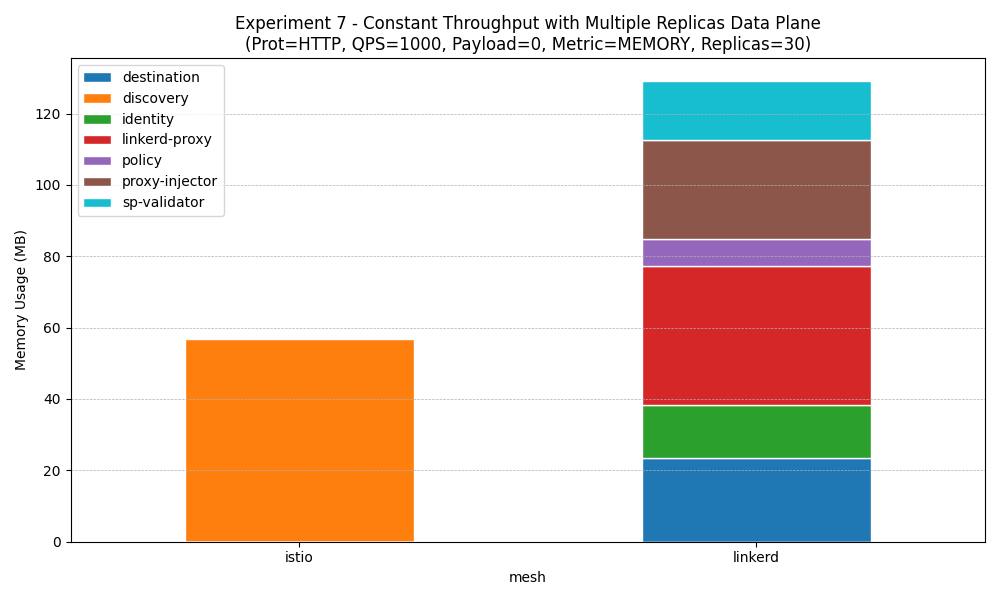 Experiment 7 - Constant Throughput with Multiple Replicas Data Plane
(Prot=HTTP, QPS=1000, Payload=0, Metric=MEMORY, Replicas=30)
destination
discovery
identity
linkerd-proxy
policy
proxy-injector
sp-validator
Memory Usage (MB)
120
100
80
60
40
20
0
istio
linkerd
mesh